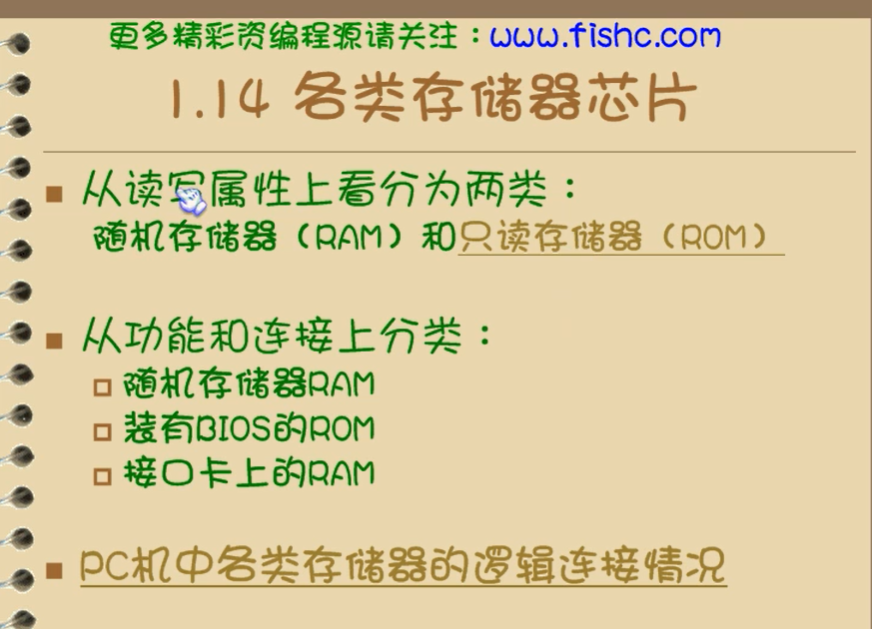 更多精彩资编程源请关注：www.fishc.com
1.14 各类存储器芯片
从读写属性上看分为两类：
随机存储器（RAM）和只读存储器（ROM）
从功能和连接上分类：
随机存储器RAM
装有BIOS的ROM
接口卡上的RAM
PC机中各类存储器的逻辑连接情况